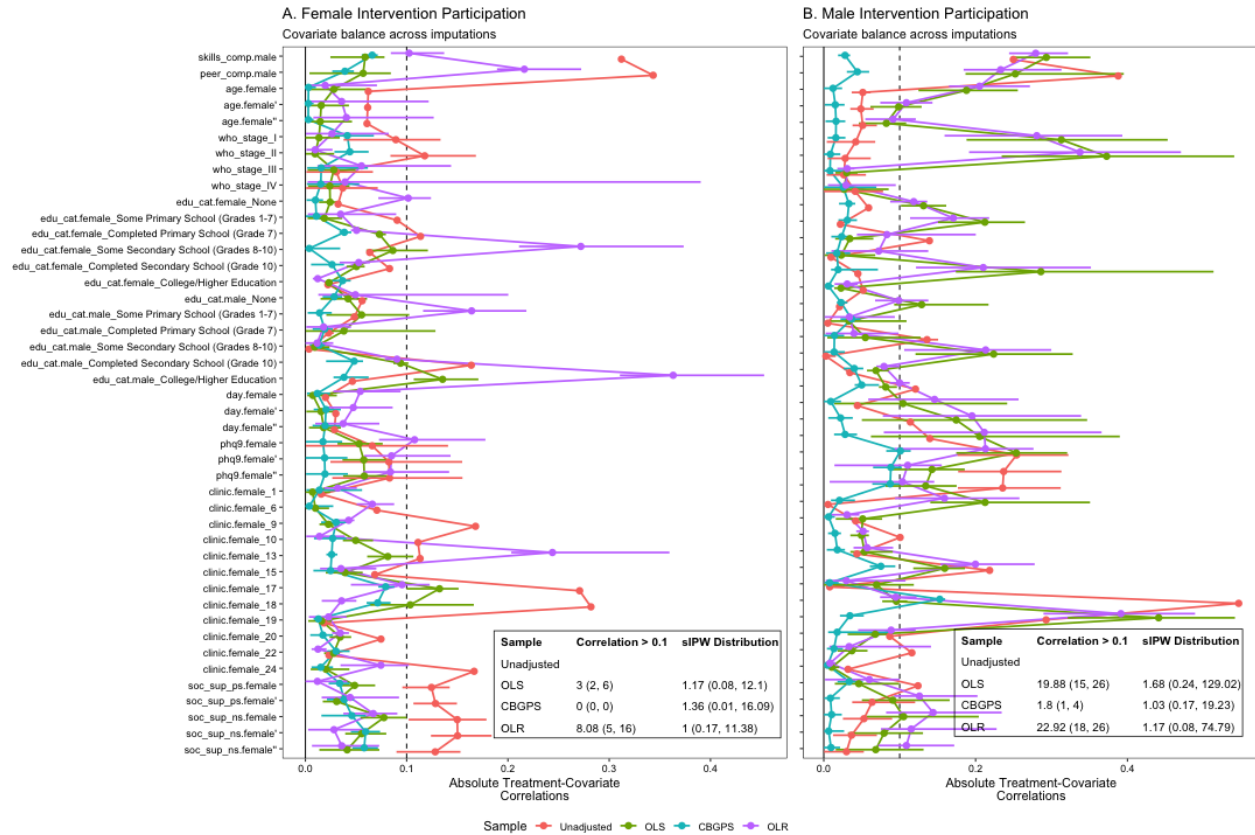 A. Female Intervention Participation
Covariate balance across imputations
B. Male Intervention Participation
Covariate balance across imputations
skills_comp.male
peer_comp.male
age.female
age.female'
age.female"
who_stage_I
who_stage_II
who_stage_III
who_stage_IV
edu_cat.female_None
edu_cat.female_Some Primary School (Grades 1-7)
edu_cat.female_Completed Primary School (Grade 7)
edu_cat.female_Some Secondary School (Grades 8-10)
edu_cat.female_Completed Secondary School (Grade 10)
edu_cat.female_College/Higher Education
edu_cat.male_None
edu_cat.male_Some Primary School (Grades 1-7)
edu_cat.male_Completed Primary School (Grade 7)
edu_cat.male_Some Secondary School (Grades 8-10)
edu_cat.male_Completed Secondary School (Grade 10)
edu_cat.male_College/Higher Education
day.female
day.female'
day.female"
phq9.female
phq9.female'
phq9.female"
clinic.female_1
clinic.female_6
clinic.female_9
clinic.female_10
clinic.female_13
clinic.female_15
clinic.female_17
clinic.female_18
clinic.female_19
clinic.female_20
clinic.female_22
clinic.female_24
soc_sup_ps.female
soc_sup_ps.female'
soc_sup_ns.female
soc_sup_ns.female'
soc_sup_ns.female"
Sample Correlation > 0.1 sIPW Distribution
Unadjusted
OLS 3 (2, 6) 1.17 (0.08, 12.1)
CBGPS 0 (0, 0) 1.36 (0.01, 16.09)
OLR 8.08 (5, 16) 1 (0.17, 11.38)
Sample Correlation > 0.1 sIPW Distribution
Unadjusted
OLS 19.88 (15, 26) 1.68 (0.24, 129.02)
CBGPS 1.8 (1, 4) 1.03 (0.17, 19.23)
OLR 22.92 (18, 26) 1.17 (0.08, 74.79)
0.0 0.1 0.2 0.3 0.4
Absolute Treatment-Covariate
Correlations
0.0 0.2 0.4
Absolute Treatment-Covariate
Correlations
Sample Unadjusted OLS CBGPS OLR